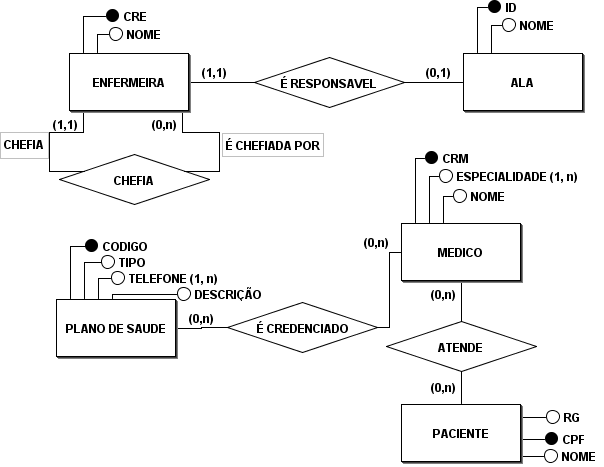 CRE
NOME
ID
NOME
ENFERMEIRA
(1,1)
É RESPONSAVEL
(0,1)
ALA
(1,1)
(0,n)
CHEFIA
É CHEFIADA POR
CHEFIA
CRM
ESPECIALIDADE (1, n)
NOME
(0,n)
MEDICO
CODIGO
TIPO
TELEFONE (1, n)
DESCRIÇÃO
(0,n)
PLANO DE SAUDE
(0,n)
É CREDENCIADO
ATENDE
(0,n)
RG
PACIENTE
CPF
NOME